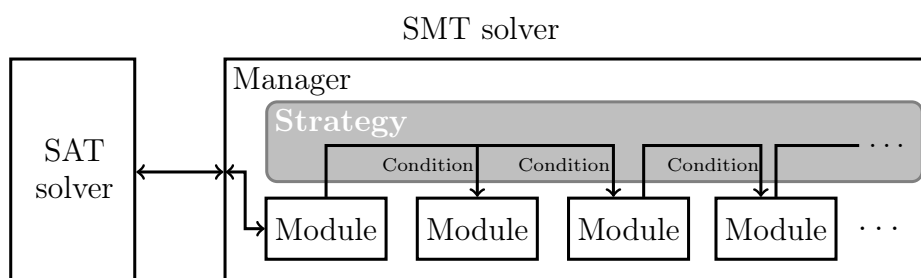 SMT solver
Manager
Strategy
SAT
solver
Condition Condition Condition ...
Module Module Module Module ...